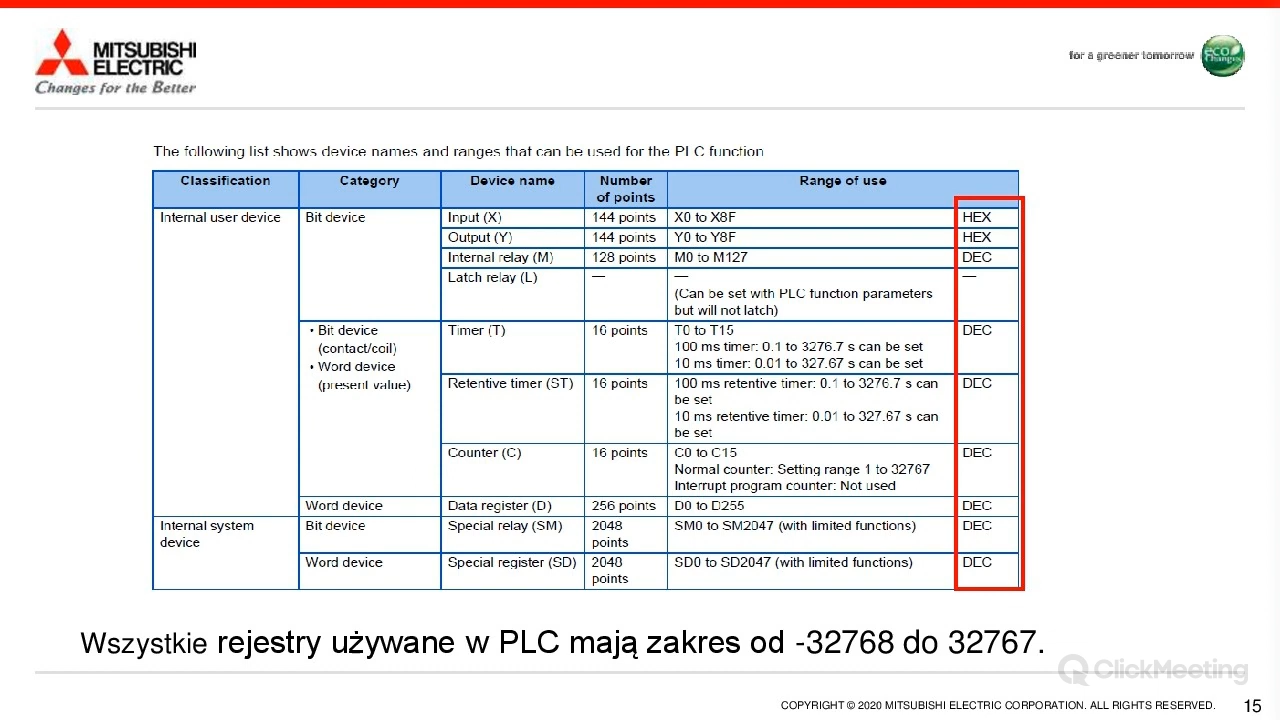 MITSUBISHI
ELECTRIC
Changes for the Better
for a greener tomorrow
eco
Changes
The following list shows device names and ranges that can be used for the PLC function
Classification Category Device name Number of points Range of use
Internal user device Bit device Input (X) 144 points X0 to X8F HEX
Output (Y) 144 points Y0 to Y8F HEX
Internal relay (M) 128 points M0 to M127 DEC
Latch relay (L) — — —
(Can be set with PLC function parameters
but will not latch)
• Bit device Timer (T) 16 points T0 to T15 DEC
(contact/coil) 100 ms timer: 0.1 to 3276.7 s can be set
• Word device 10 ms timer: 0.01 to 327.67 s can be set
(present value) Retentive timer (ST) 16 points 100 ms retentive timer: 0.1 to 3276.7 s can DEC
be set
10 ms retentive timer: 0.01 to 327.67 s can
be set
Counter (C) 16 points C0 to C15 DEC
Normal counter: Setting range 1 to 32767
Interrupt program counter: Not used
Word device Data register (D) 256 points D0 to D255 DEC
Internal system Bit device Special relay (SM) 2048 SM0 to SM2047 (with limited functions) DEC
device points
Word device Special register (SD) 2048 SD0 to SD2047 (with limited functions) DEC
points
Wszystkie rejestry używane w PLC mają zakres od -32768 do 32767.
ClickMeeting
COPYRIGHT © 2020 MITSUBISHI ELECTRIC CORPORATION. ALL RIGHTS RESERVED. 15